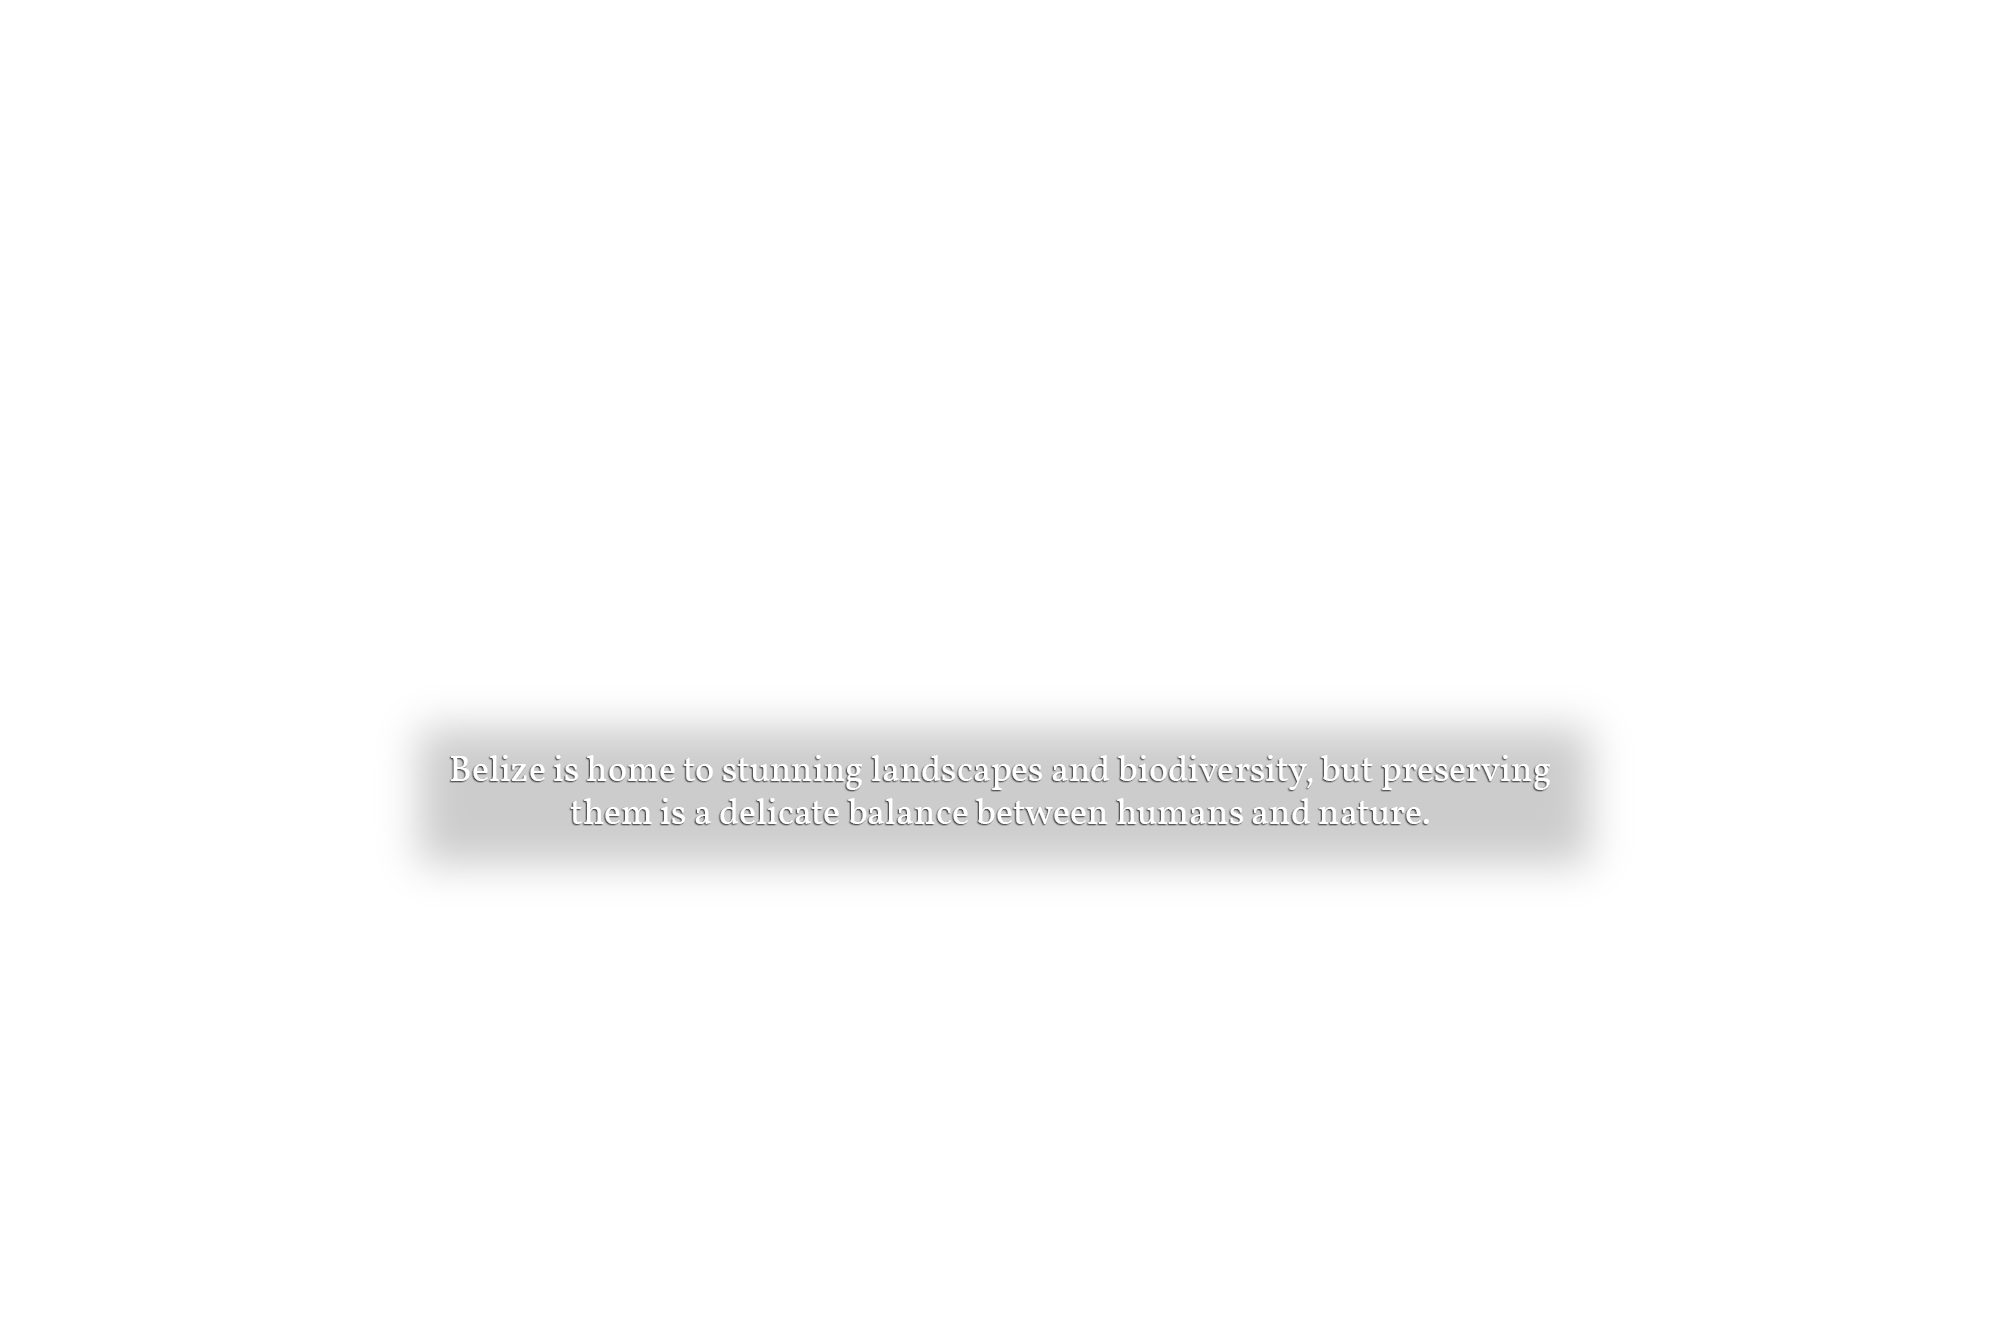 Belize is home to stunning landscapes and biodiversity, but preserving
them is a delicate balance between humans and nature.